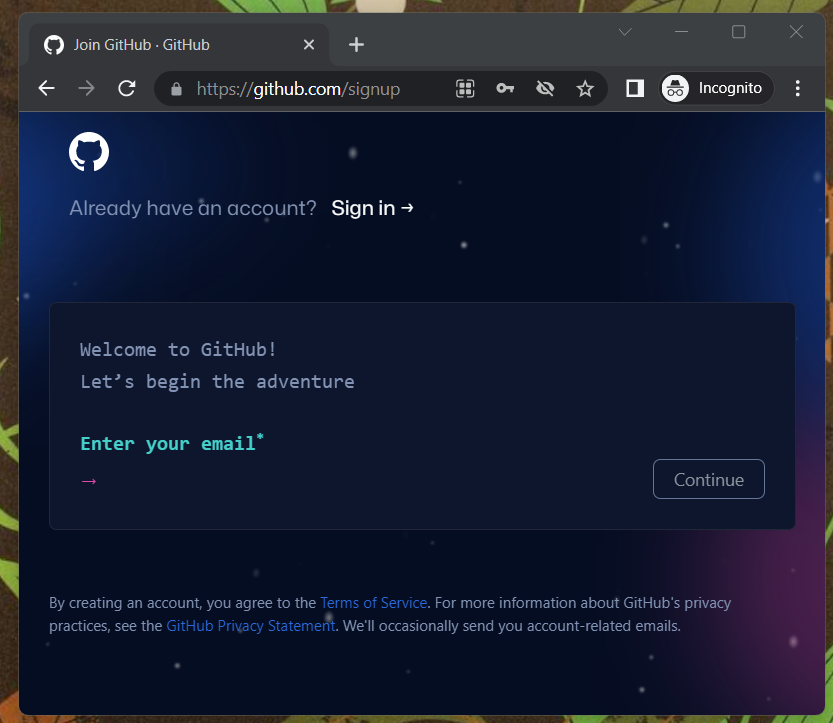 Join GitHub · GitHub
https://github.com/signup
Incognito
Already have an account? Sign in →
Welcome to GitHub!
Let’s begin the adventure
Enter your email*
→
Continue
By creating an account, you agree to the Terms of Service. For more information about GitHub's privacy
practices, see the GitHub Privacy Statement. We'll occasionally send you account-related emails.